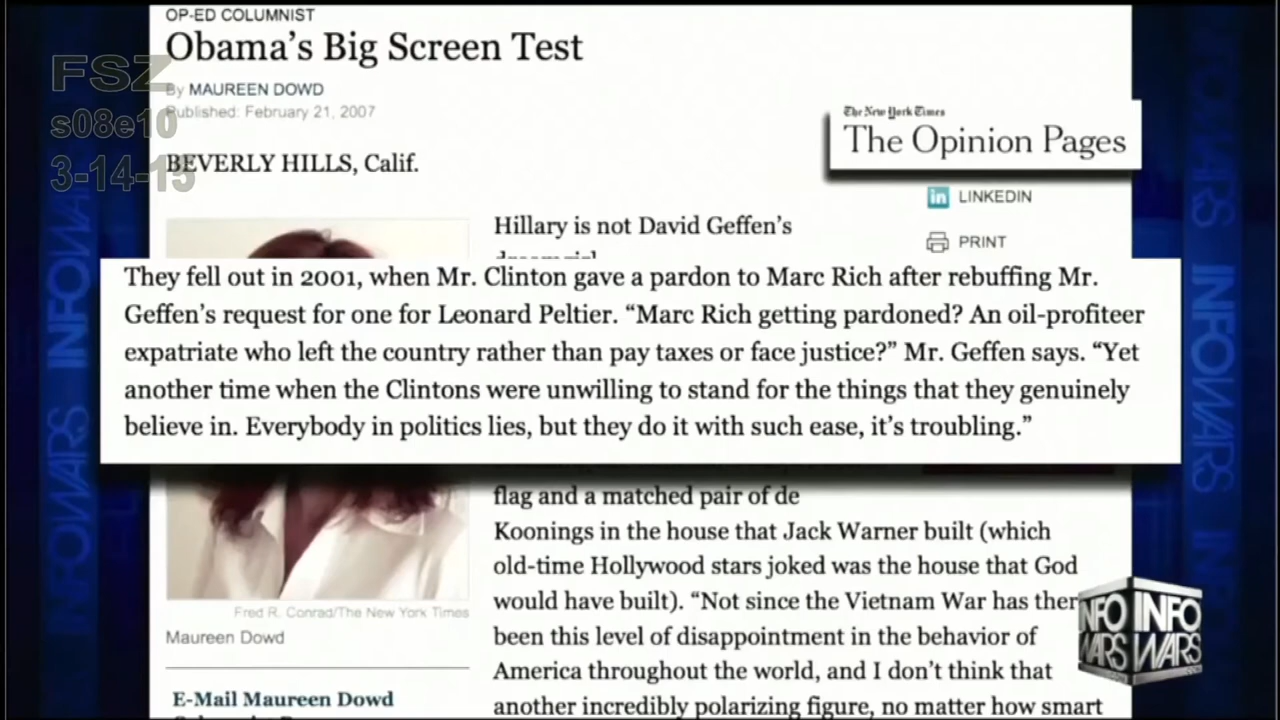 OP-ED COLUMNIST
Obama's Big Screen Test
By MAUREEN DOWD
Published: February 21, 2007
FSZ
s08e10
3-14-15
BEVERLY HILLS, Calif.
The New York Times
The Opinion Pages
in LINKEDIN
PRINT
Hillary is not David Geffen's
They fell out in 2001, when Mr. Clinton gave a pardon to Marc Rich after rebuffing Mr.
Geffen's request for one for Leonard Peltier. “Marc Rich getting pardoned? An oil-profiteer
expatriate who left the country rather than pay taxes or face justice?” Mr. Geffen says. “Yet
another time when the Clintons were unwilling to stand for the things that they genuinely
believe in. Everybody in politics lies, but they do it with such ease, it's troubling.”
flag and a matched pair of de
Koonings in the house that Jack Warner built (which
old-time Hollywood stars joked was the house that God
would have built). “Not since the Vietnam War has ther
been this level of disappointment in the behavior of
America throughout the world, and I don't think that
another incredibly polarizing figure, no matter how smart
Fred R. Conrad/The New York Times
Maureen Dowd
E-Mail Maureen Dowd
INFO WARS
INFO WARS
INFOWARS
INFOWARS
INFOWARS
INFOWARS